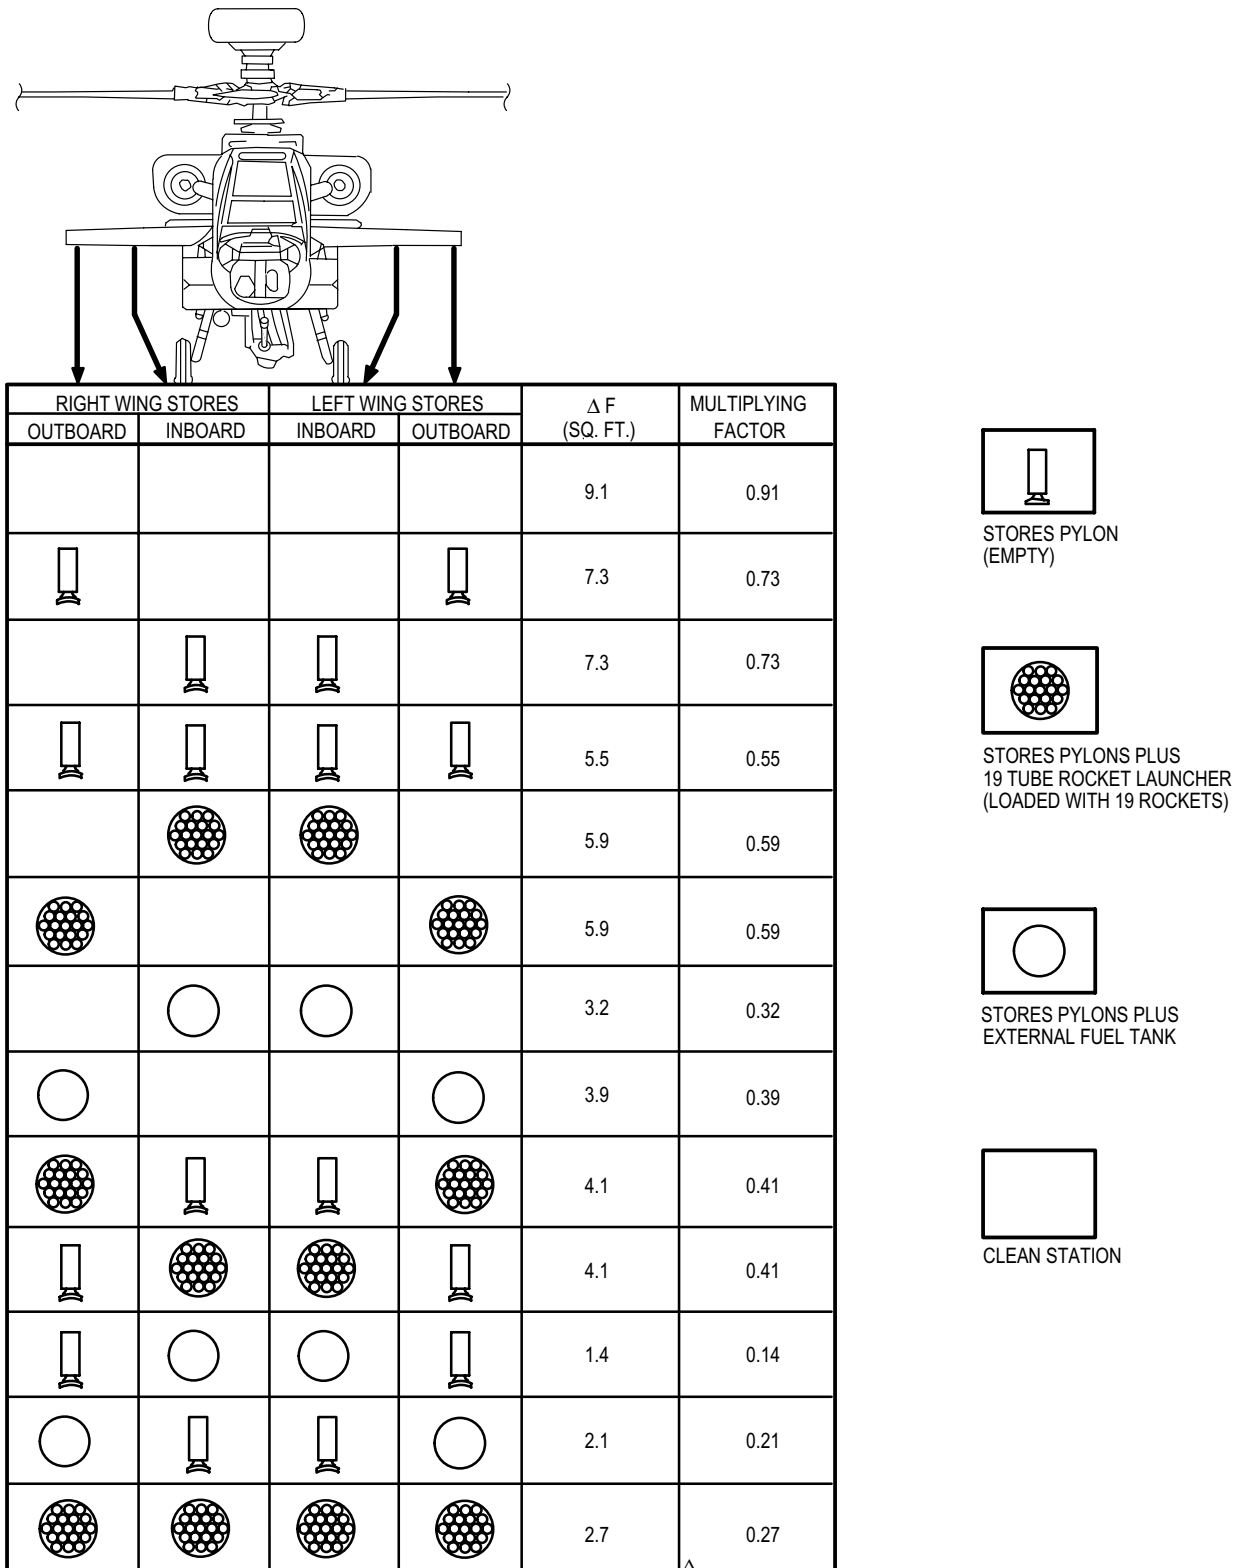 RIGHT WING STORES LEFT WING STORES Δ F MULTIPLYING
OUTBOARD INBOARD INBOARD OUTBOARD (SQ. FT.) FACTOR
9.1 0.91
7.3 0.73
7.3 0.73
5.5 0.55
5.9 0.59
5.9 0.59
3.2 0.32
3.9 0.39
4.1 0.41
4.1 0.41
1.4 0.14
2.1 0.21
2.7 0.27
STORES PYLON
(EMPTY)
STORES PYLONS PLUS
19 TUBE ROCKET LAUNCHER
(LOADED WITH 19 ROCKETS)
STORES PYLONS PLUS
EXTERNAL FUEL TANK
CLEAN STATION